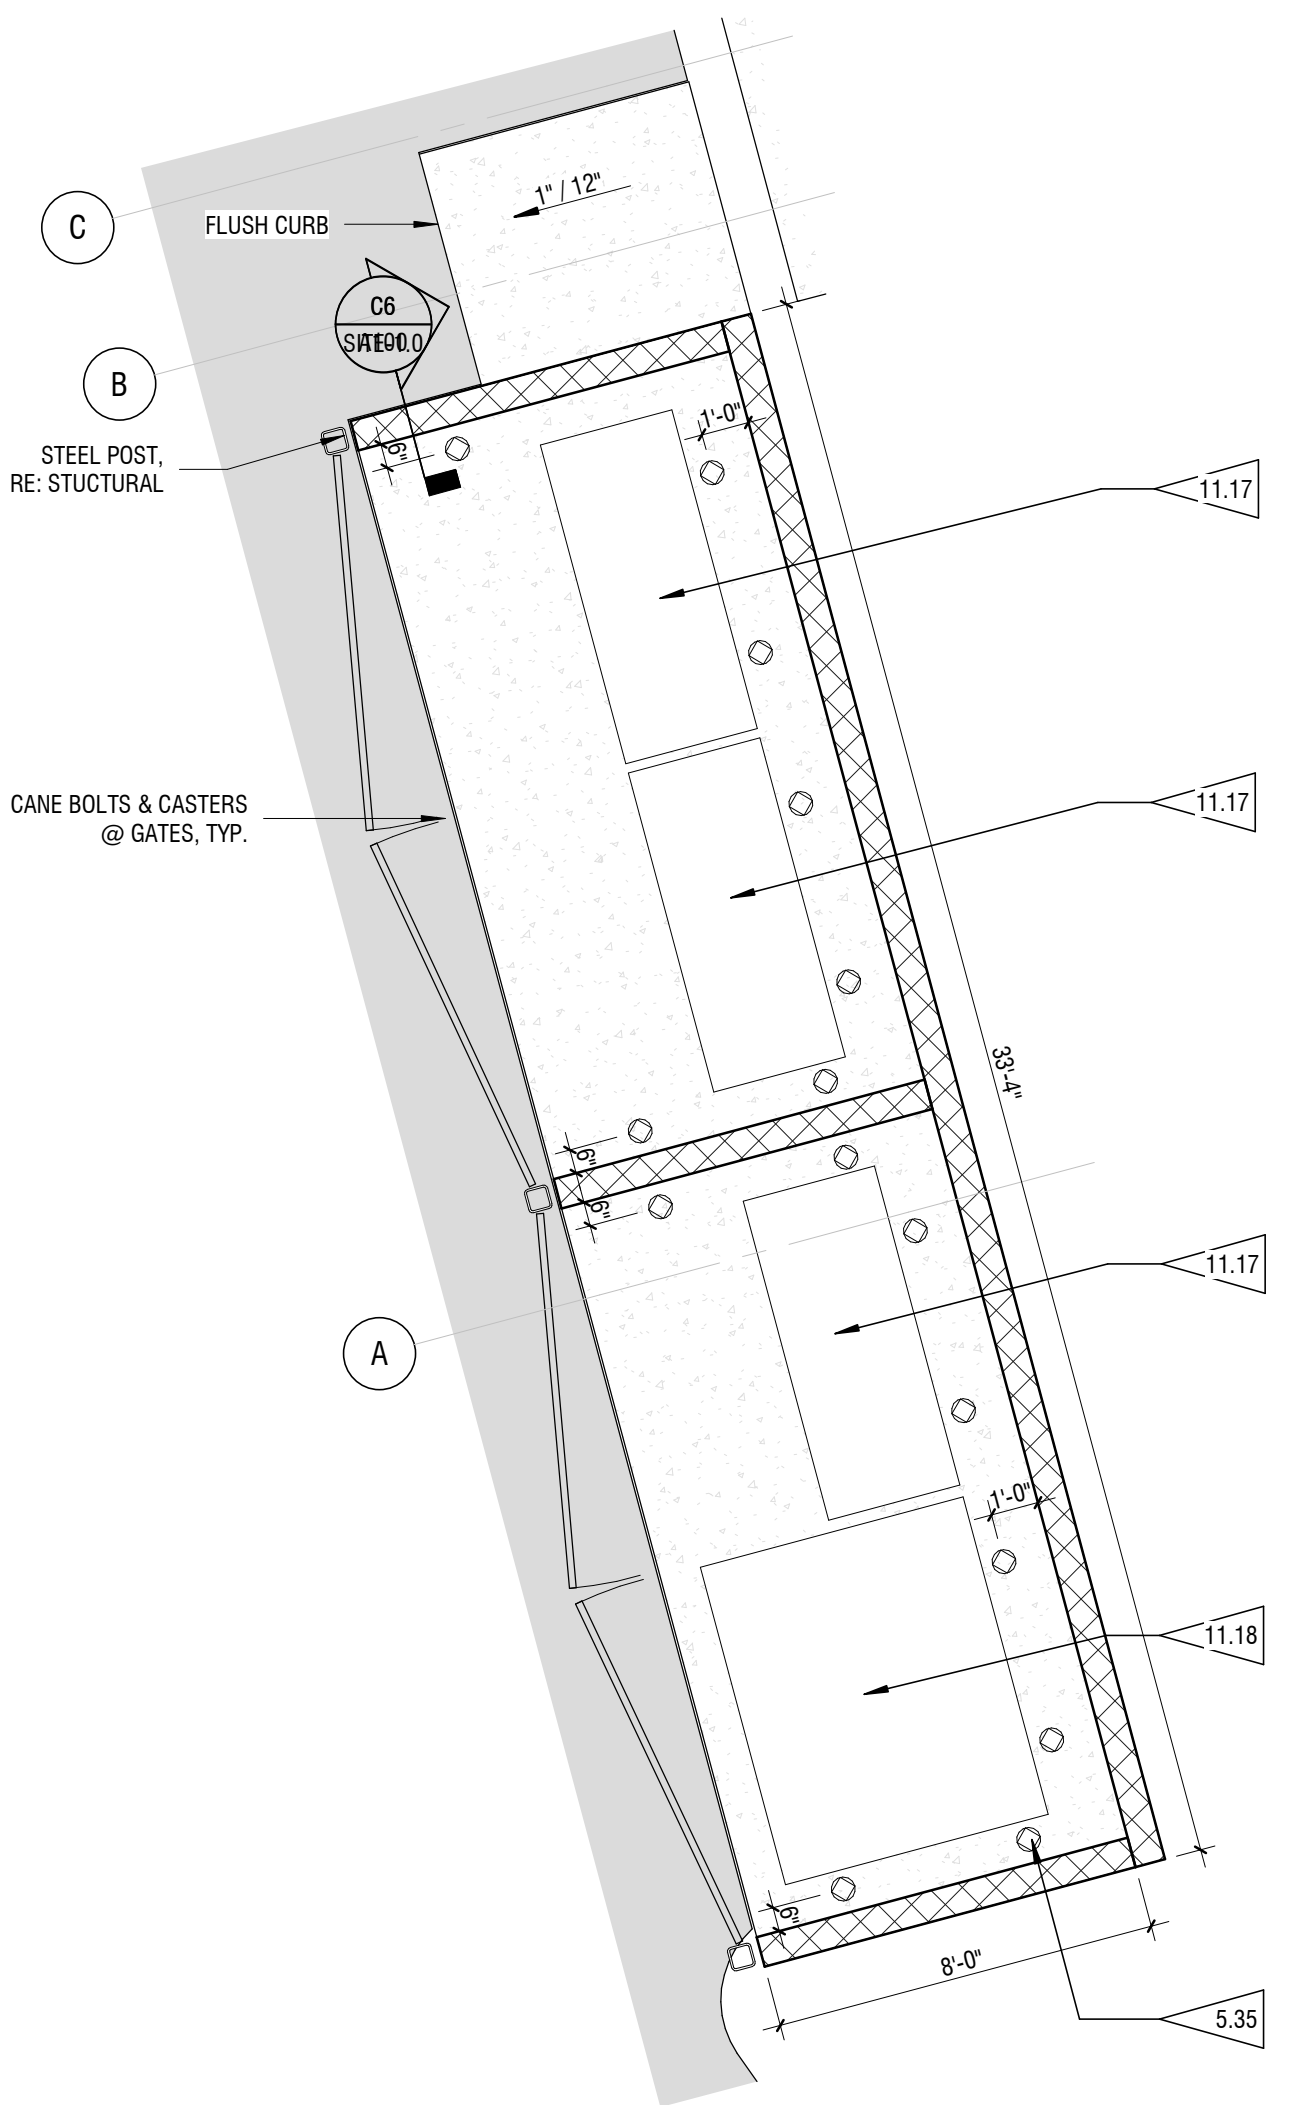 C
FLUSH CURB
1" / 12"
C6
B
STEEL POST,
RE: STUCTURAL
6"
1'-0"
11.17
CANE BOLTS & CASTERS
@ GATES, TYP.
11.17
33'-4"
6"
6"
A
11.17
1'-0"
11.18
6"
8'-0"
5.35